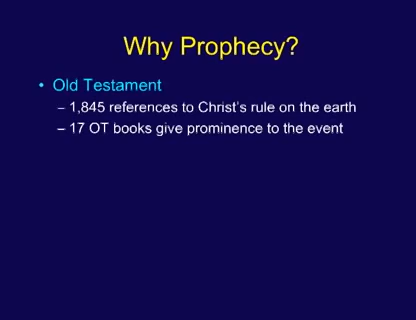 Why Prophecy?
• Old Testament
– 1,845 references to Christ's rule on the earth
– 17 OT books give prominence to the event